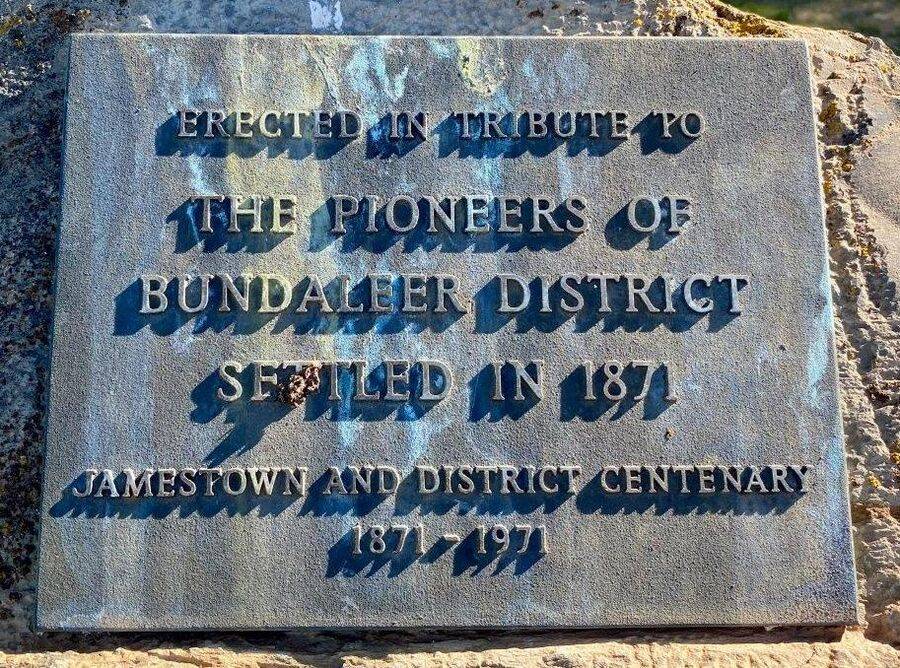 ERECTED IN TRIBUTE TO
THE PIONEERS OF
BUNDALEER DISTRICT
SETTLED IN 1871
JAMESTOWN AND DISTRICT CENTENARY
1871 - 1971